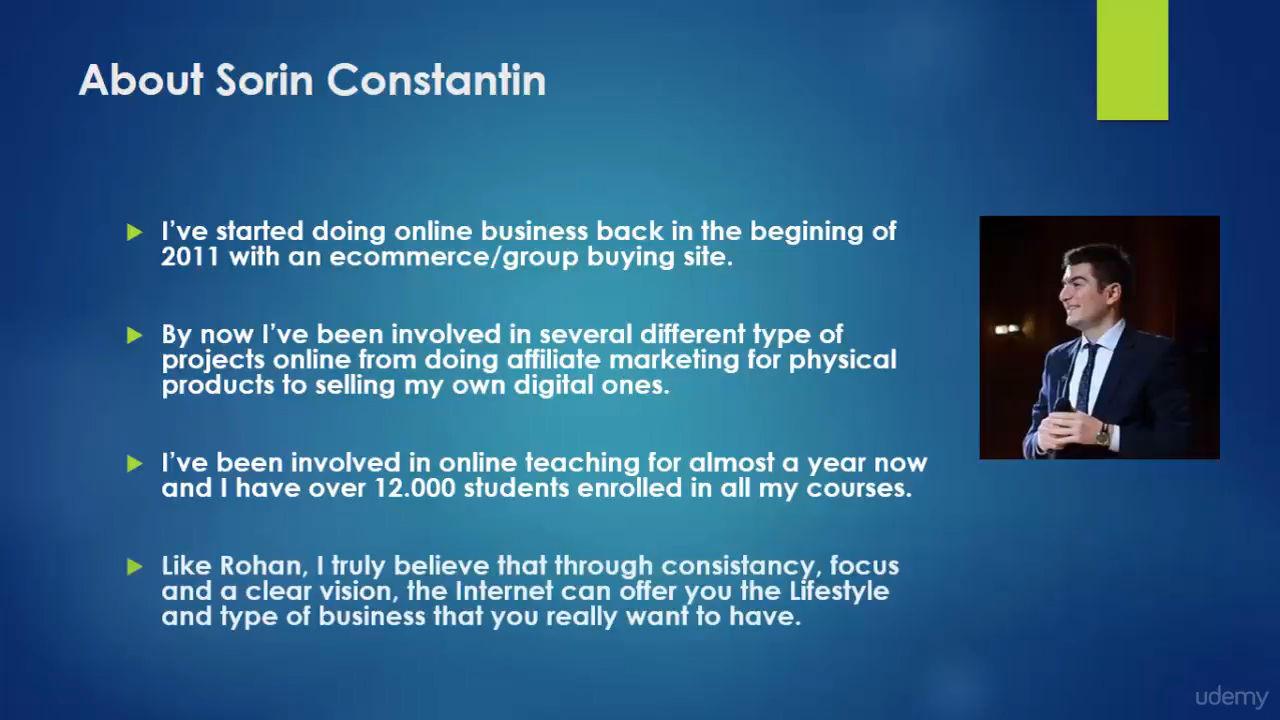 About Sorin Constantin
I've started doing online business back in the begining of
2011 with an ecommerce/group buying site.
By now I've been involved in several different type of
projects online from doing affiliate marketing for physical
products to selling my own digital ones.
I've been involved in online teaching for almost a year now
and I have over 12.000 students enrolled in all my courses.
Like Rohan, I truly believe that through consistancy, focus
and a clear vision, the Internet can offer you the Lifestyle
and type of business that you really want to have.
udemy